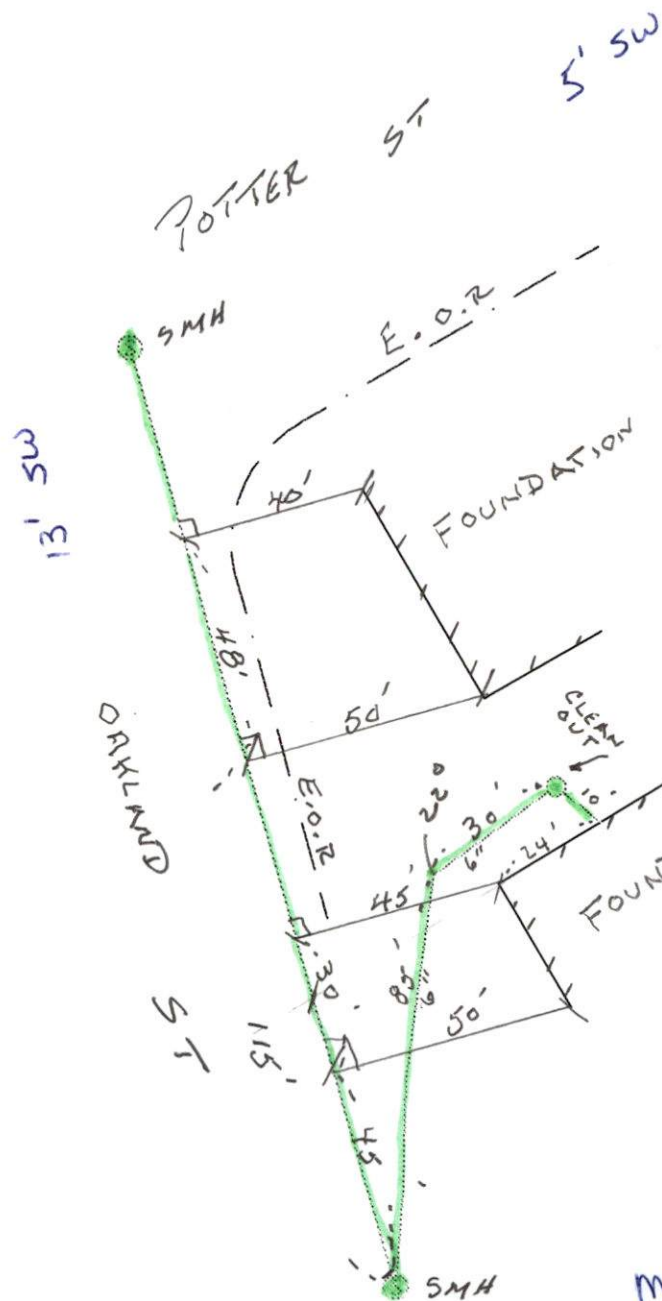 5' SW
POTTER ST
SMH
E.O.R
13' SW
40'
FOUNDATION
48'
50'
OAKLAND ST
E.O.R
CLEAN
OUT
22°
30'
6"
24'
45'
FOUN
30
85'
6"
50'
115'
45
SMH
M